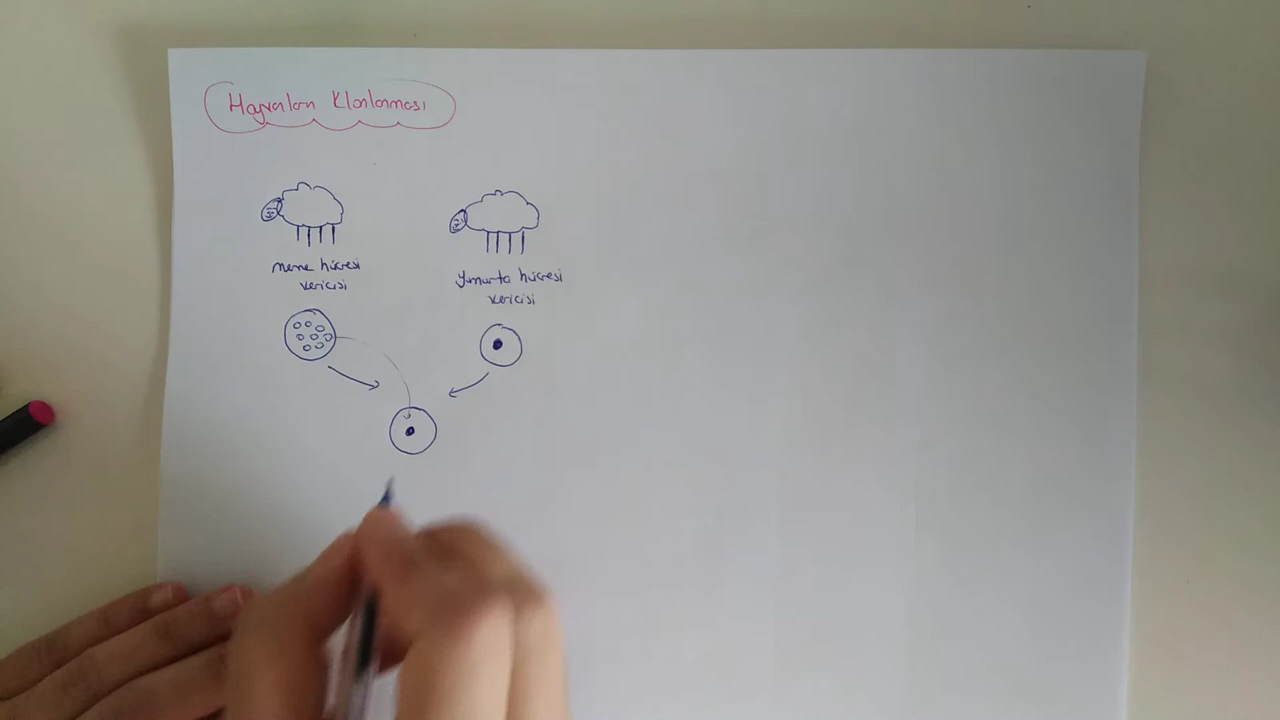 Hayvanların Klonlanması
meme hücresi
vericisi
yumurta hücresi
vericisi